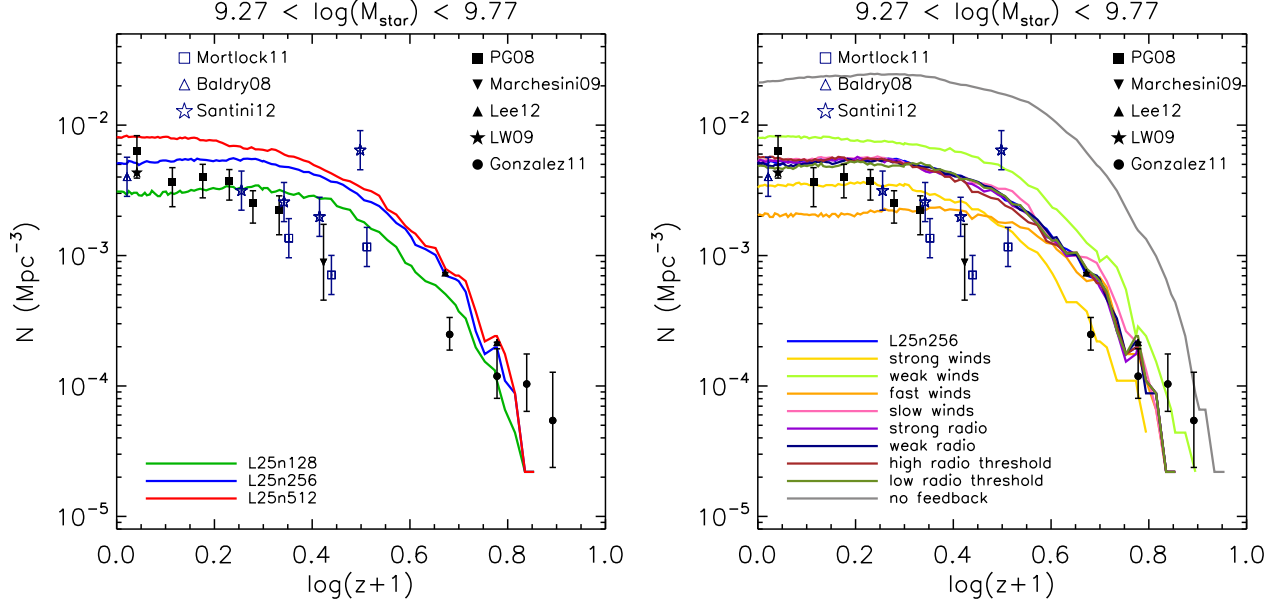 9.27 < log(M_star) < 9.77
Mortlock11
Baldry08
Santini12
PG08
Marchesini09
Lee12
LW09
Gonzalez11
N (Mpc⁻³)
10⁻²
10⁻³
10⁻⁴
10⁻⁵
L25n128
L25n256
L25n512
0.0 0.2 0.4 0.6 0.8 1.0
log(z+1)
9.27 < log(M_star) < 9.77
Mortlock11
Baldry08
Santini12
PG08
Marchesini09
Lee12
LW09
Gonzalez11
N (Mpc⁻³)
10⁻²
10⁻³
10⁻⁴
10⁻⁵
L25n256
strong winds
weak winds
fast winds
slow winds
strong radio
weak radio
high radio threshold
low radio threshold
no feedback
0.0 0.2 0.4 0.6 0.8 1.0
log(z+1)